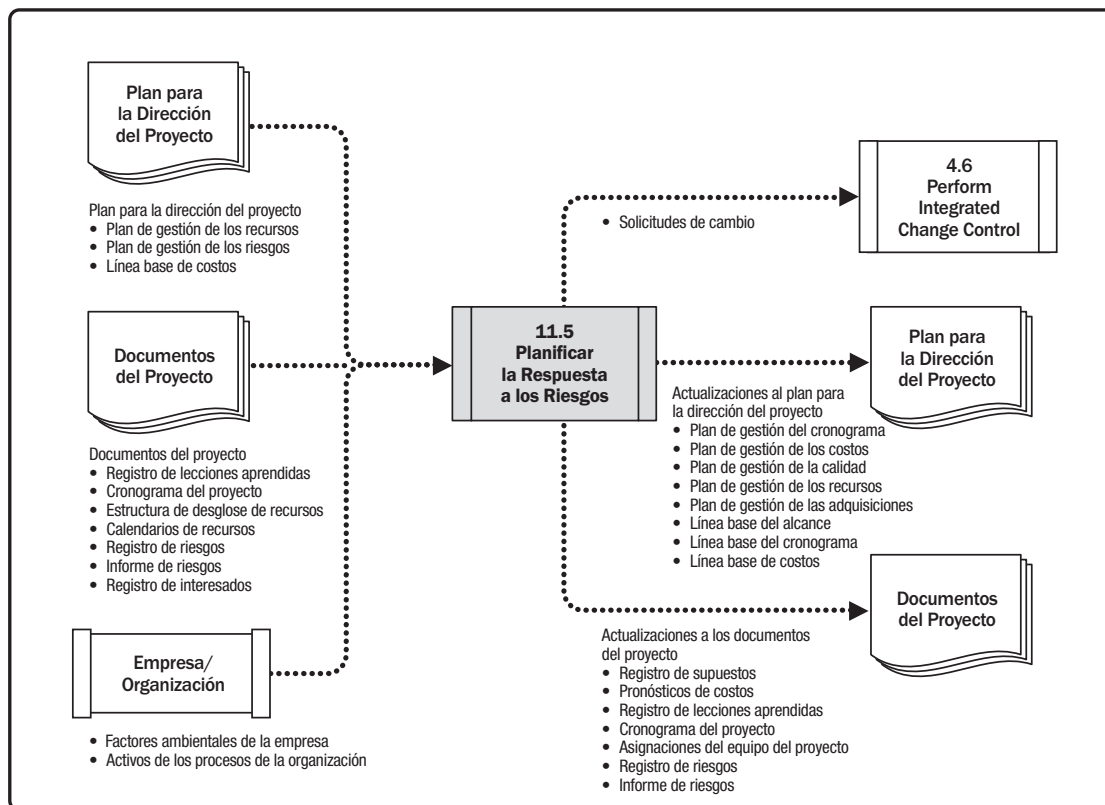 Plan para
la Dirección
del Proyecto
Plan para la dirección del proyecto
• Plan de gestión de los recursos
• Plan de gestión de los riesgos
• Línea base de costos
Documentos
del Proyecto
Documentos del proyecto
• Registro de lecciones aprendidas
• Cronograma del proyecto
• Estructura de desglose de recursos
• Calendarios de recursos
• Registro de riesgos
• Informe de riesgos
• Registro de interesados
Empresa/
Organización
• Factores ambientales de la empresa
• Activos de los procesos de la organización
11.5
Planificar
la Respuesta
a los Riesgos
• Solicitudes de cambio
4.6
Perform
Integrated
Change Control
Plan para
la Dirección
del Proyecto
Actualizaciones al plan para
la dirección del proyecto
• Plan de gestión del cronograma
• Plan de gestión de los costos
• Plan de gestión de la calidad
• Plan de gestión de los recursos
• Plan de gestión de las adquisiciones
• Línea base del alcance
• Línea base del cronograma
• Línea base de costos
Documentos
del Proyecto
Actualizaciones a los documentos
del proyecto
• Registro de supuestos
• Pronósticos de costos
• Registro de lecciones aprendidas
• Cronograma del proyecto
• Asignaciones del equipo del proyecto
• Registro de riesgos
• Informe de riesgos